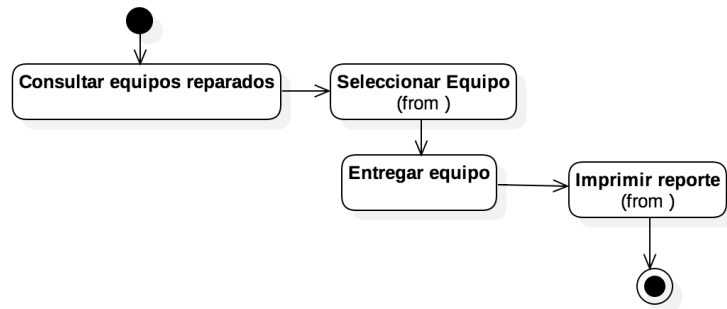 Consultar equipos reparados
Seleccionar Equipo
(from )
Entregar equipo
Imprimir reporte
(from )